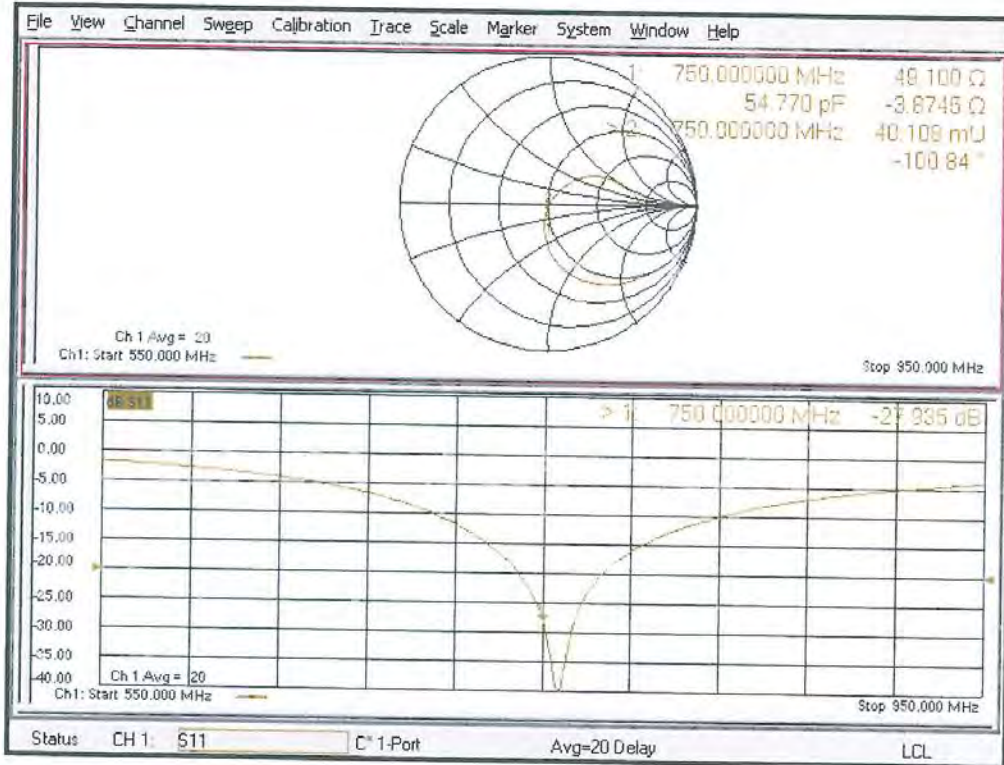 File View Channel Sweep Calibration Trace Scale Marker System Window Help
1: 750.000000 MHz 49.100 Ω
54.770 pF -3.8746 Ω
> 2: 750.000000 MHz 40.108 mU
-100.84 °
Ch 1 Avg = 20
Ch1: Start 550.000 MHz
Stop 950.000 MHz
10.00
dB S11
> 1: 750.000000 MHz -27.935 dB
5.00
0.00
-5.00
-10.00
-15.00
-20.00
-25.00
-30.00
-35.00
-40.00
Ch 1 Avg = 20
Ch1: Start 550.000 MHz
Stop 950.000 MHz
Status CH 1: S11 C* 1-Port Avg=20 Delay LCL